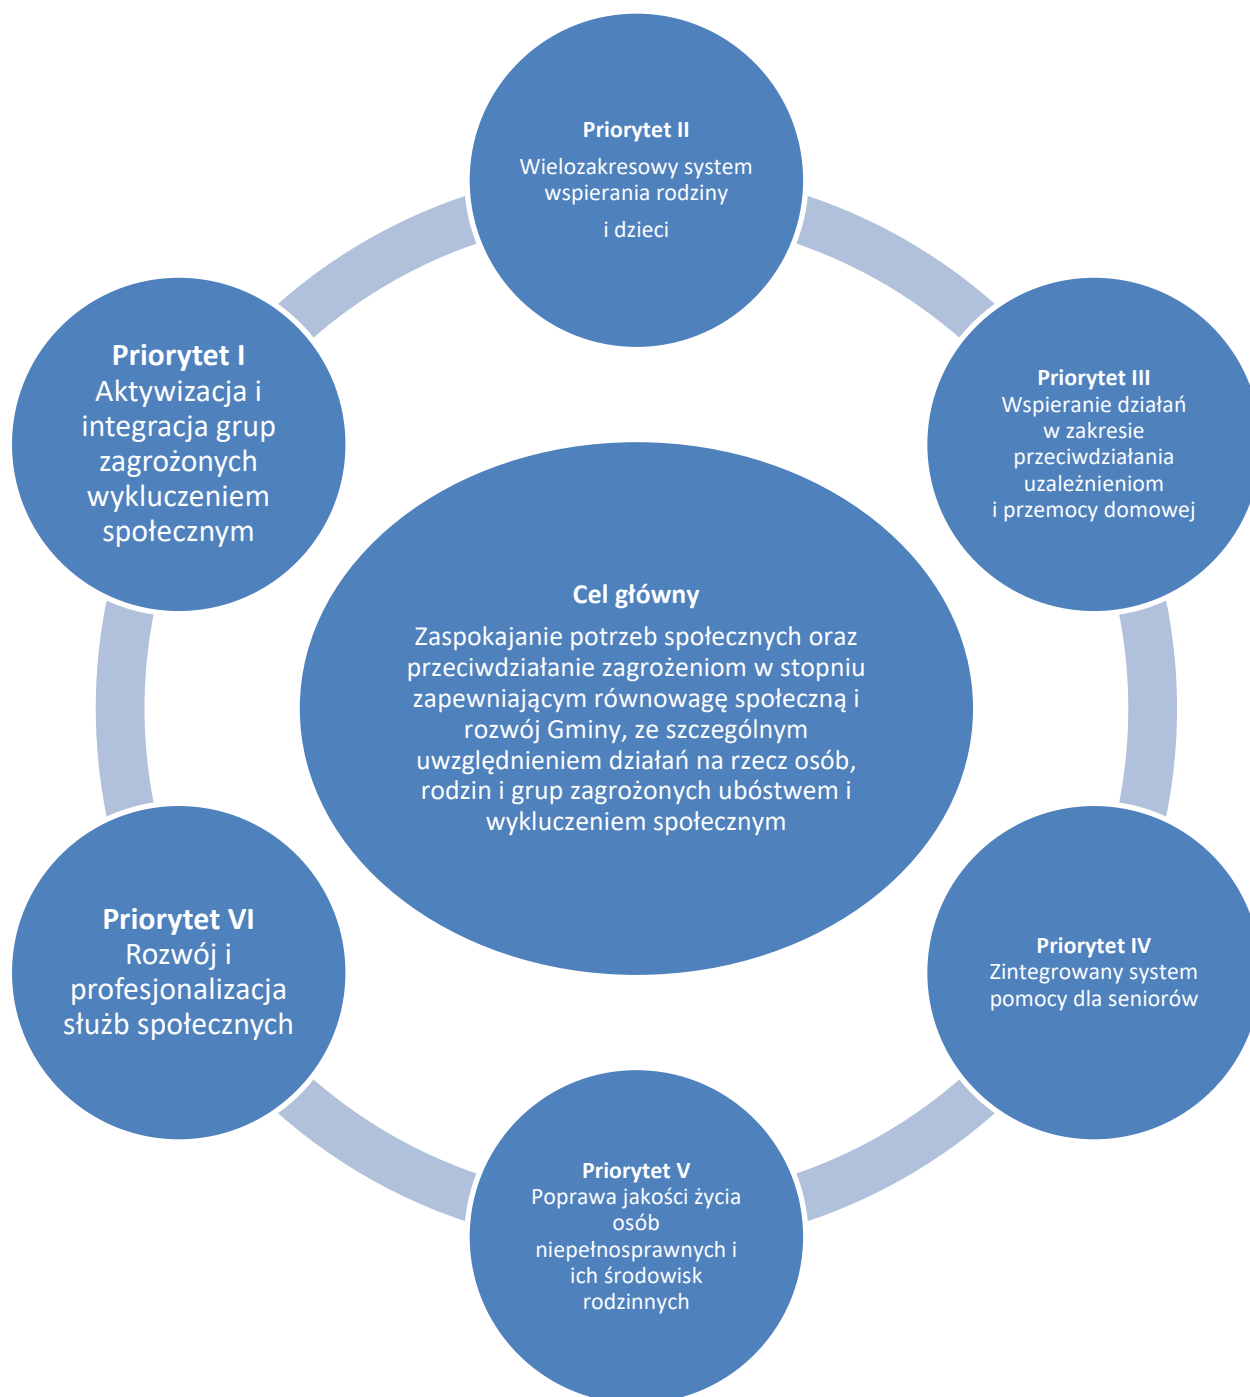 Priorytet II
Wielozakresowy system
wspierania rodziny
i dzieci
Priorytet I
Aktywizacja i
integracja grup
zagrożonych
wykluczeniem
społecznym
Priorytet III
Wspieranie działań
w zakresie
przeciwdziałania
uzależnieniom
i przemocy domowej
Cel główny
Zaspokajanie potrzeb społecznych oraz
przeciwdziałanie zagrożeniom w stopniu
zapewniającym równowagę społeczną i
rozwój Gminy, ze szczególnym
uwzględnieniem działań na rzecz osób,
rodzin i grup zagrożonych ubóstwem i
wykluczeniem społecznym
Priorytet VI
Rozwój i
profesjonalizacja
służb społecznych
Priorytet IV
Zintegrowany system
pomocy dla seniorów
Priorytet V
Poprawa jakości życia
osób
niepełnosprawnych i
ich środowisk
rodzinnych